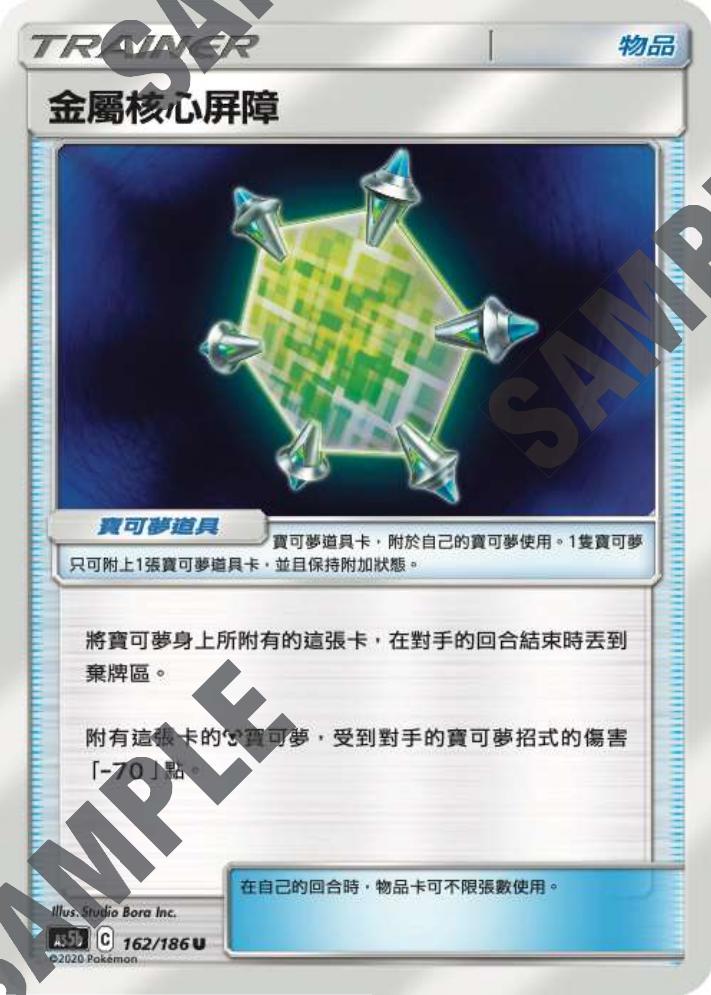 TRAINER
物品
金屬核心屏障
寶可夢道具
寶可夢道具卡，附於自己的寶可夢使用。1隻寶可夢
只可附上1張寶可夢道具卡，並且保持附加狀態。
將寶可夢身上所附有的這張卡，在對手的回合結束時丟到
棄牌區。
附有這張卡的寶可夢，受到對手的寶可夢招式的傷害
「-70」點。
在自己的回合時，物品卡可不限張數使用。
Illus. Studio Bora Inc.
AS5b C 162/186 U
©2020 Pokémon
SAMPLE
SAMPLE
SAMPLE